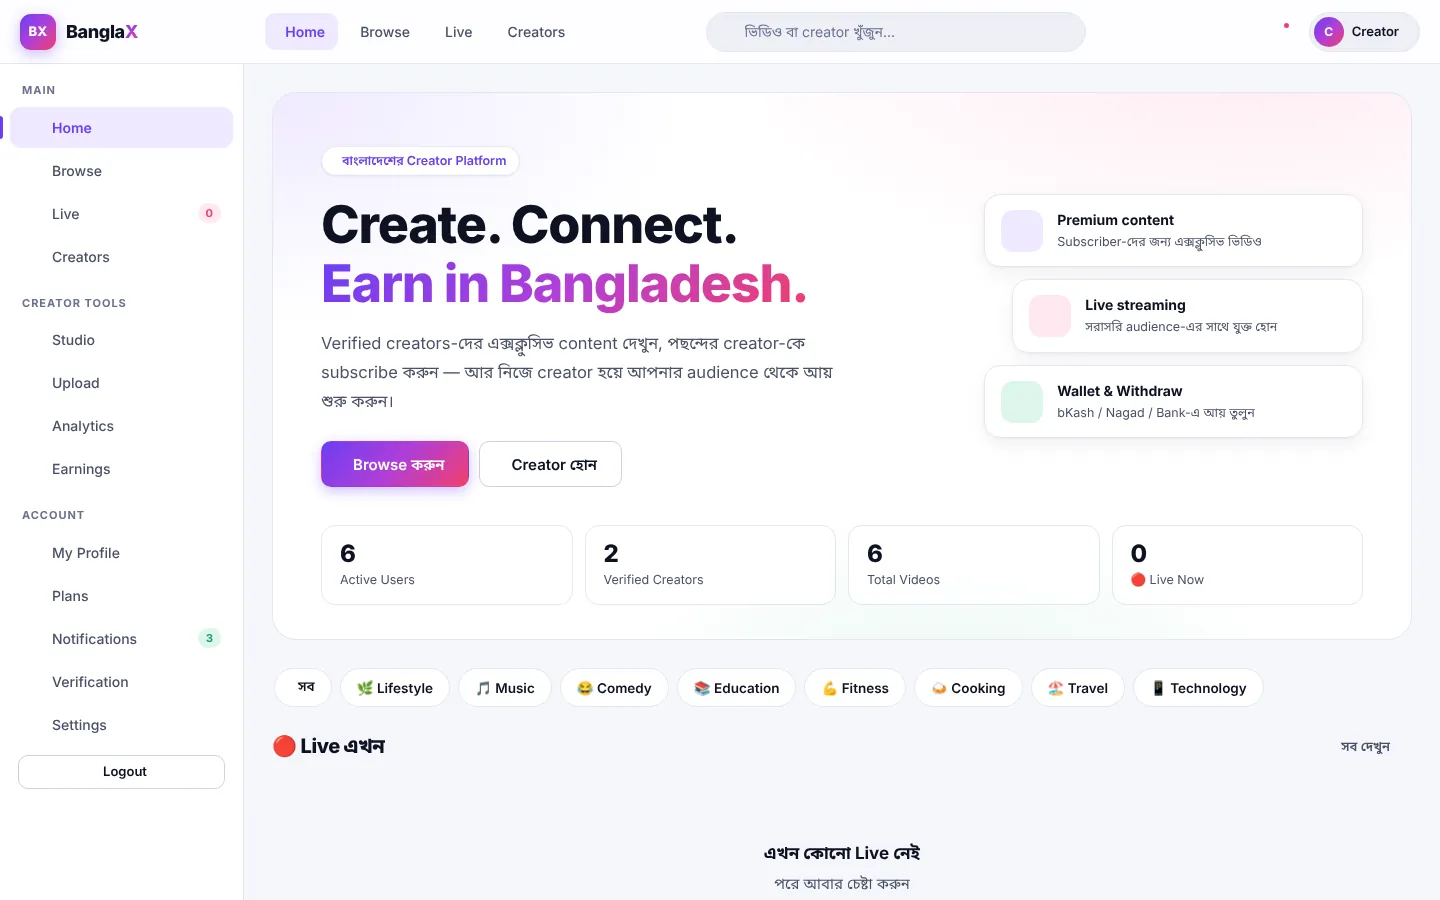 BX BanglaX
Home Browse Live Creators
ভিডিও বা creator খুঁজুন...
C Creator
MAIN
Home
Browse
Live 0
Creators
CREATOR TOOLS
Studio
Upload
Analytics
Earnings
ACCOUNT
My Profile
Plans
Notifications 3
Verification
Settings
Logout
বাংলাদেশের Creator Platform
Create. Connect.
Earn in Bangladesh.
Verified creators-দের এক্সক্লুসিভ content দেখুন, পছন্দের creator-কে
subscribe করুন — আর নিজে creator হয়ে আপনার audience থেকে আয়
শুরু করুন।
Browse করুন Creator হোন
Premium content
Subscriber-দের জন্য এক্সক্লুসিভ ভিডিও
Live streaming
সরাসরি audience-এর সাথে যুক্ত হোন
Wallet & Withdraw
bKash / Nagad / Bank-এ আয় তুলুন
6
Active Users
2
Verified Creators
6
Total Videos
0
🔴 Live Now
সব 🌿 Lifestyle 🎵 Music 😂 Comedy 📚 Education 💪 Fitness 🍛 Cooking 🏖️ Travel 📱 Technology
🔴 Live এখন
সব দেখুন
এখন কোনো Live নেই
পরে আবার চেষ্টা করুন